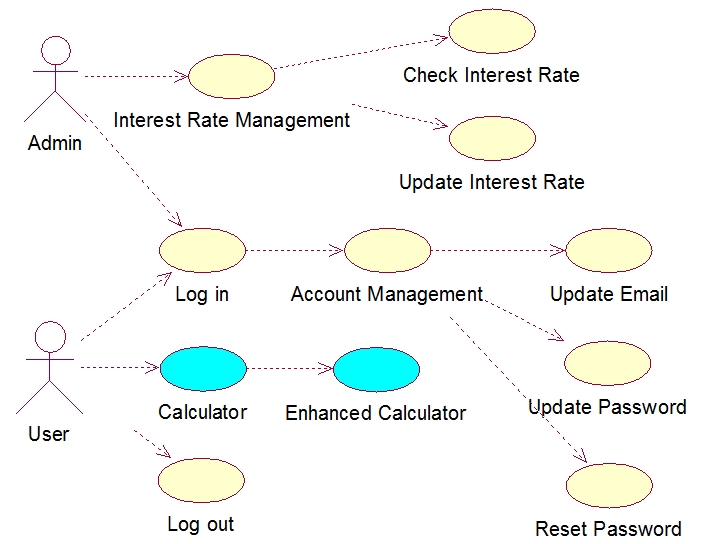 Check Interest Rate
Interest Rate Management
Admin
Update Interest Rate
Log in
Account Management
Update Email
Calculator
Enhanced Calculator
Update Password
User
Log out
Reset Password